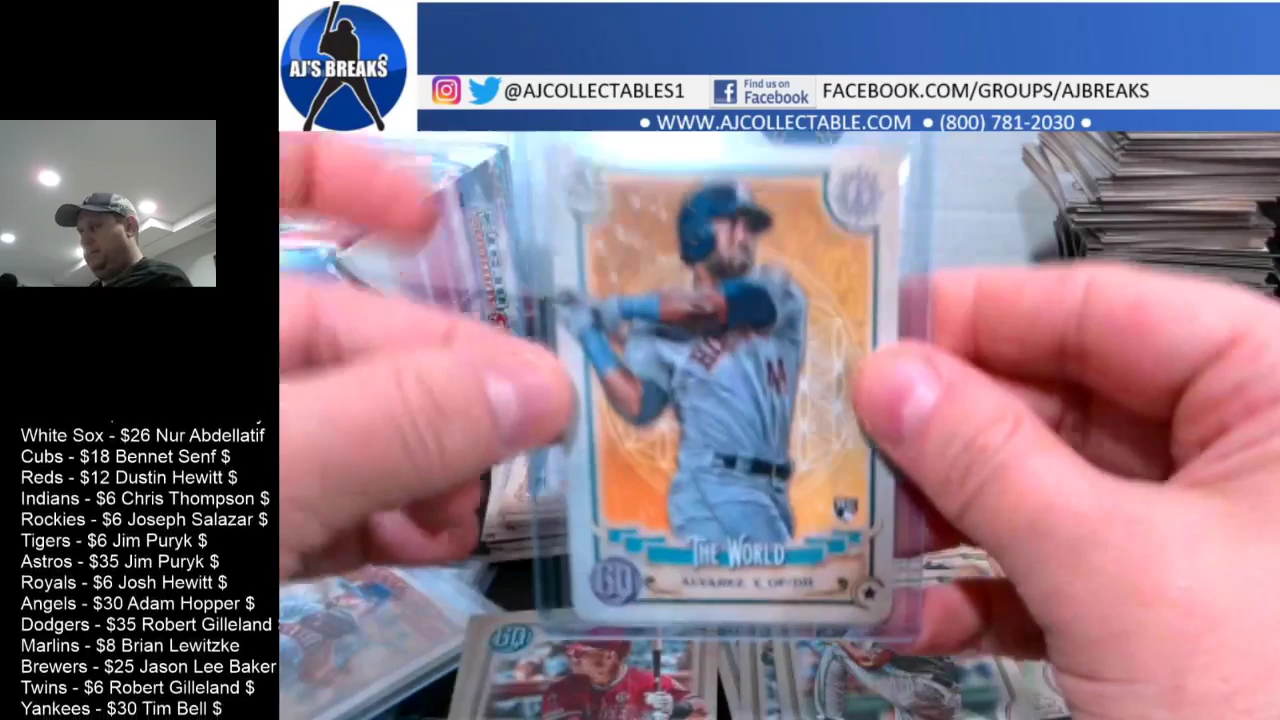 AJ'S BREAKS
@AJCOLLECTABLES1
Find us on
Facebook
FACEBOOK.COM/GROUPS/AJBREAKS
• WWW.AJCOLLECTABLE.COM • (800) 781-2030 •
White Sox - $26 Nur Abdellatif
Cubs - $18 Bennet Senf $
Reds - $12 Dustin Hewitt $
Indians - $6 Chris Thompson $
Rockies - $6 Joseph Salazar $
Tigers - $6 Jim Puryk $
Astros - $35 Jim Puryk $
Royals - $6 Josh Hewitt $
Angels - $30 Adam Hopper $
Dodgers - $35 Robert Gilleland
Marlins - $8 Brian Lewitzke
Brewers - $25 Jason Lee Baker
Twins - $6 Robert Gilleland $
Yankees - $30 Tim Bell $
THE WORLD
GQ
ALVAREZ
GQ